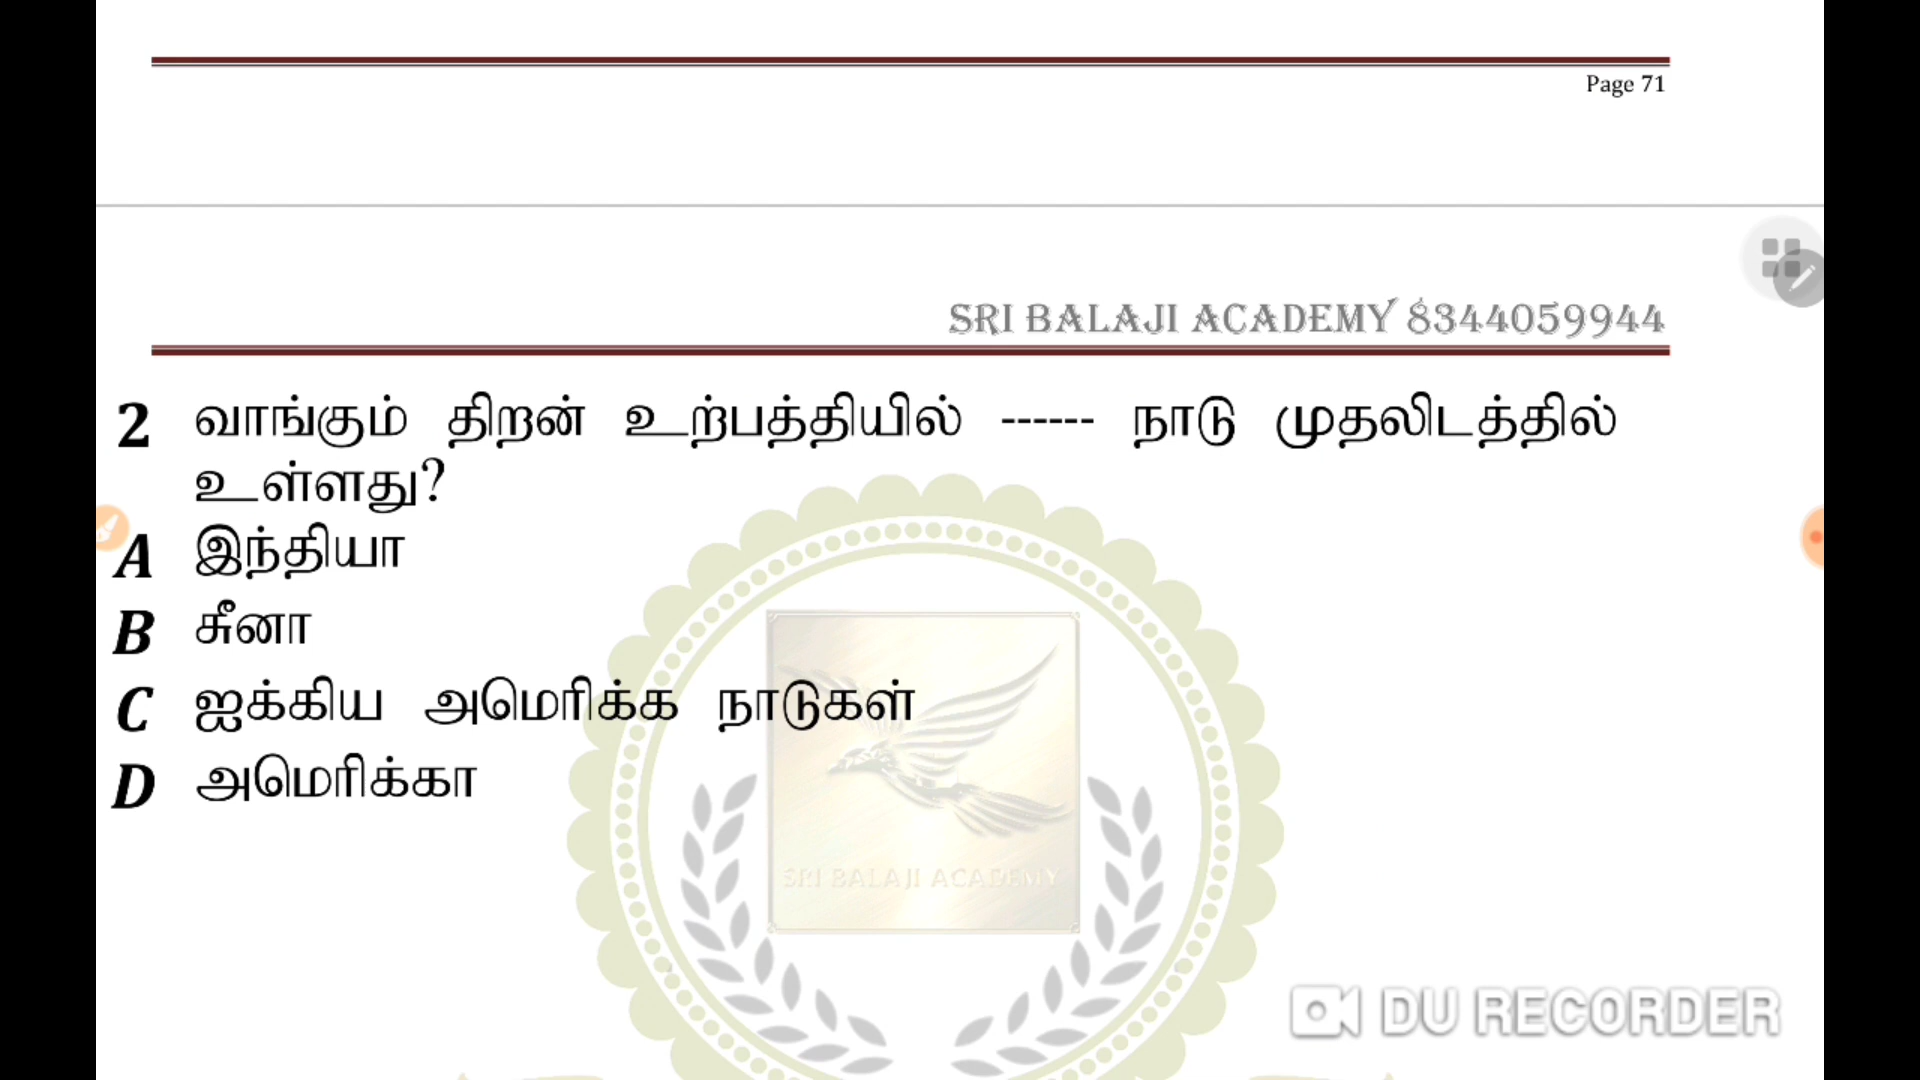 Page 71
SRI BALAJI ACADEMY 8344059944
2 வாங்கும் திறன் உற்பத்தியில் ------ நாடு முதலிடத்தில்
உள்ளது?
A இந்தியா
B சீனா
C ஐக்கிய அமெரிக்க நாடுகள்
D அமெரிக்கா
SRI BALAJI ACADEMY
DU RECORDER